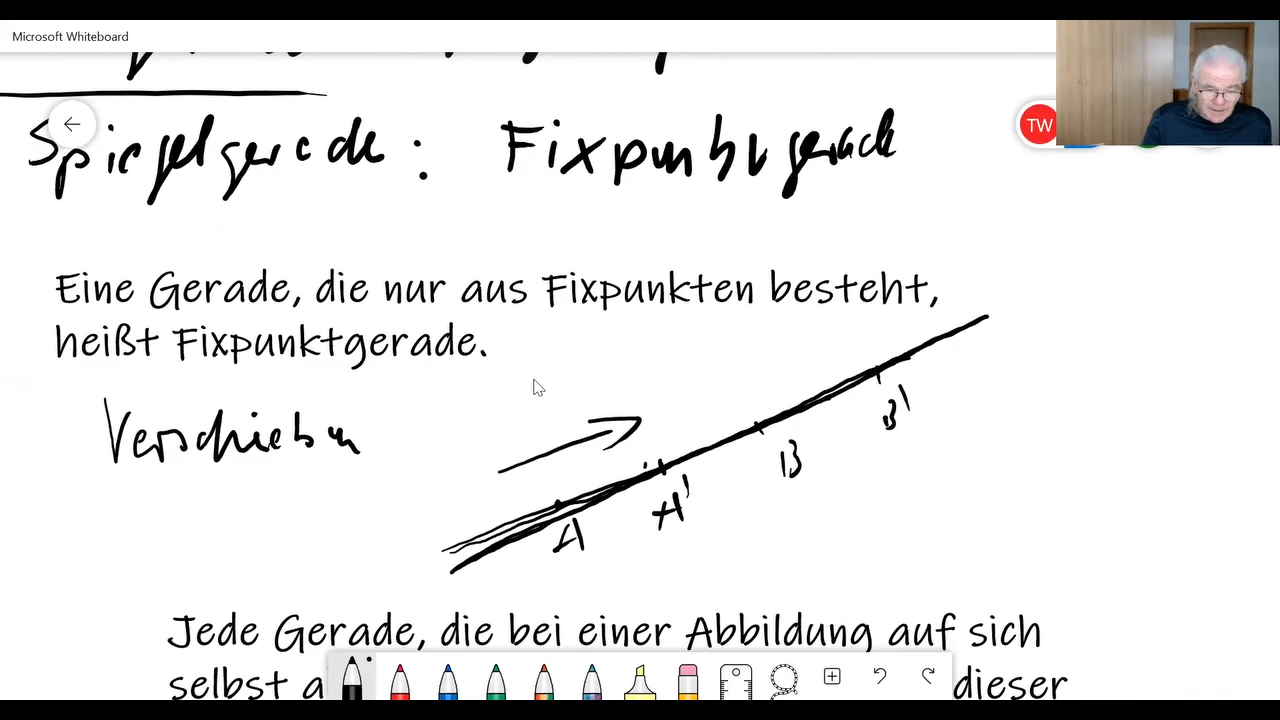 Microsoft Whiteboard
Spiegelgerade: Fixpunktgerade
TW
Eine Gerade, die nur aus Fixpunkten besteht,
heißt Fixpunktgerade.
Verschieben
A A' B B'
Jede Gerade, die bei einer Abbildung auf sich
selbst a dieser